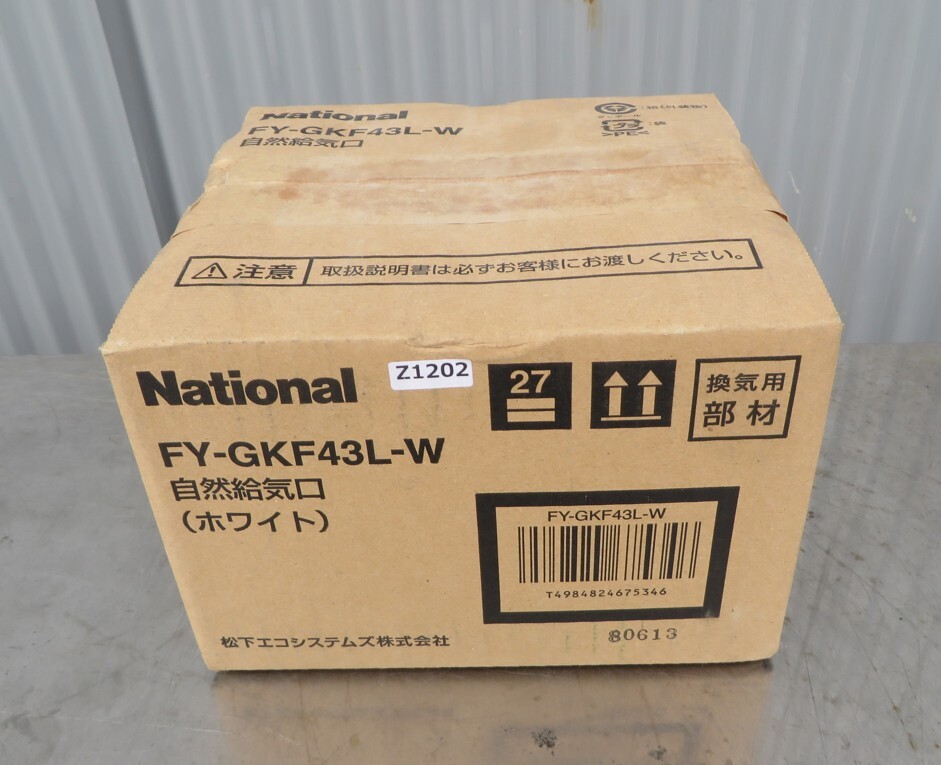 National
FY-GKF43L-W
自然給気口
>PE<
:袋
注意 取扱説明書は必ずお客様にお渡しください。
National
Z1202
27
換気用
部材
FY-GKF43L-W
自然給気口
(ホワイト)
FY-GKF43L-W
T4984824675346
松下エコシステムズ株式会社
80613